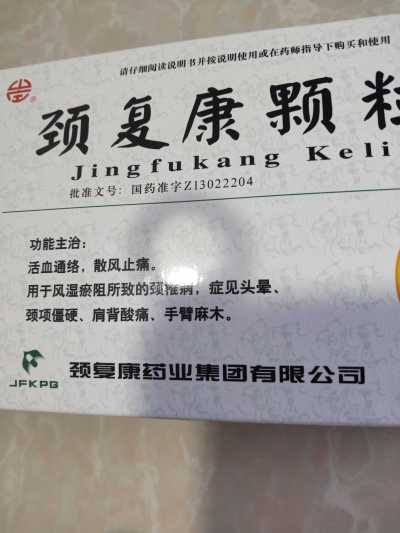 请仔细阅读说明书并按说明使用或在药师指导下购买和使用
颈复康颗粒
Jingfukang Keli
批准文号：国药准字Z13022204
功能主治：
活血通络，散风止痛。
用于风湿瘀阻所致的颈椎病，症见头晕、
颈项僵硬、肩背酸痛、手臂麻木。
JFKPG
颈复康药业集团有限公司